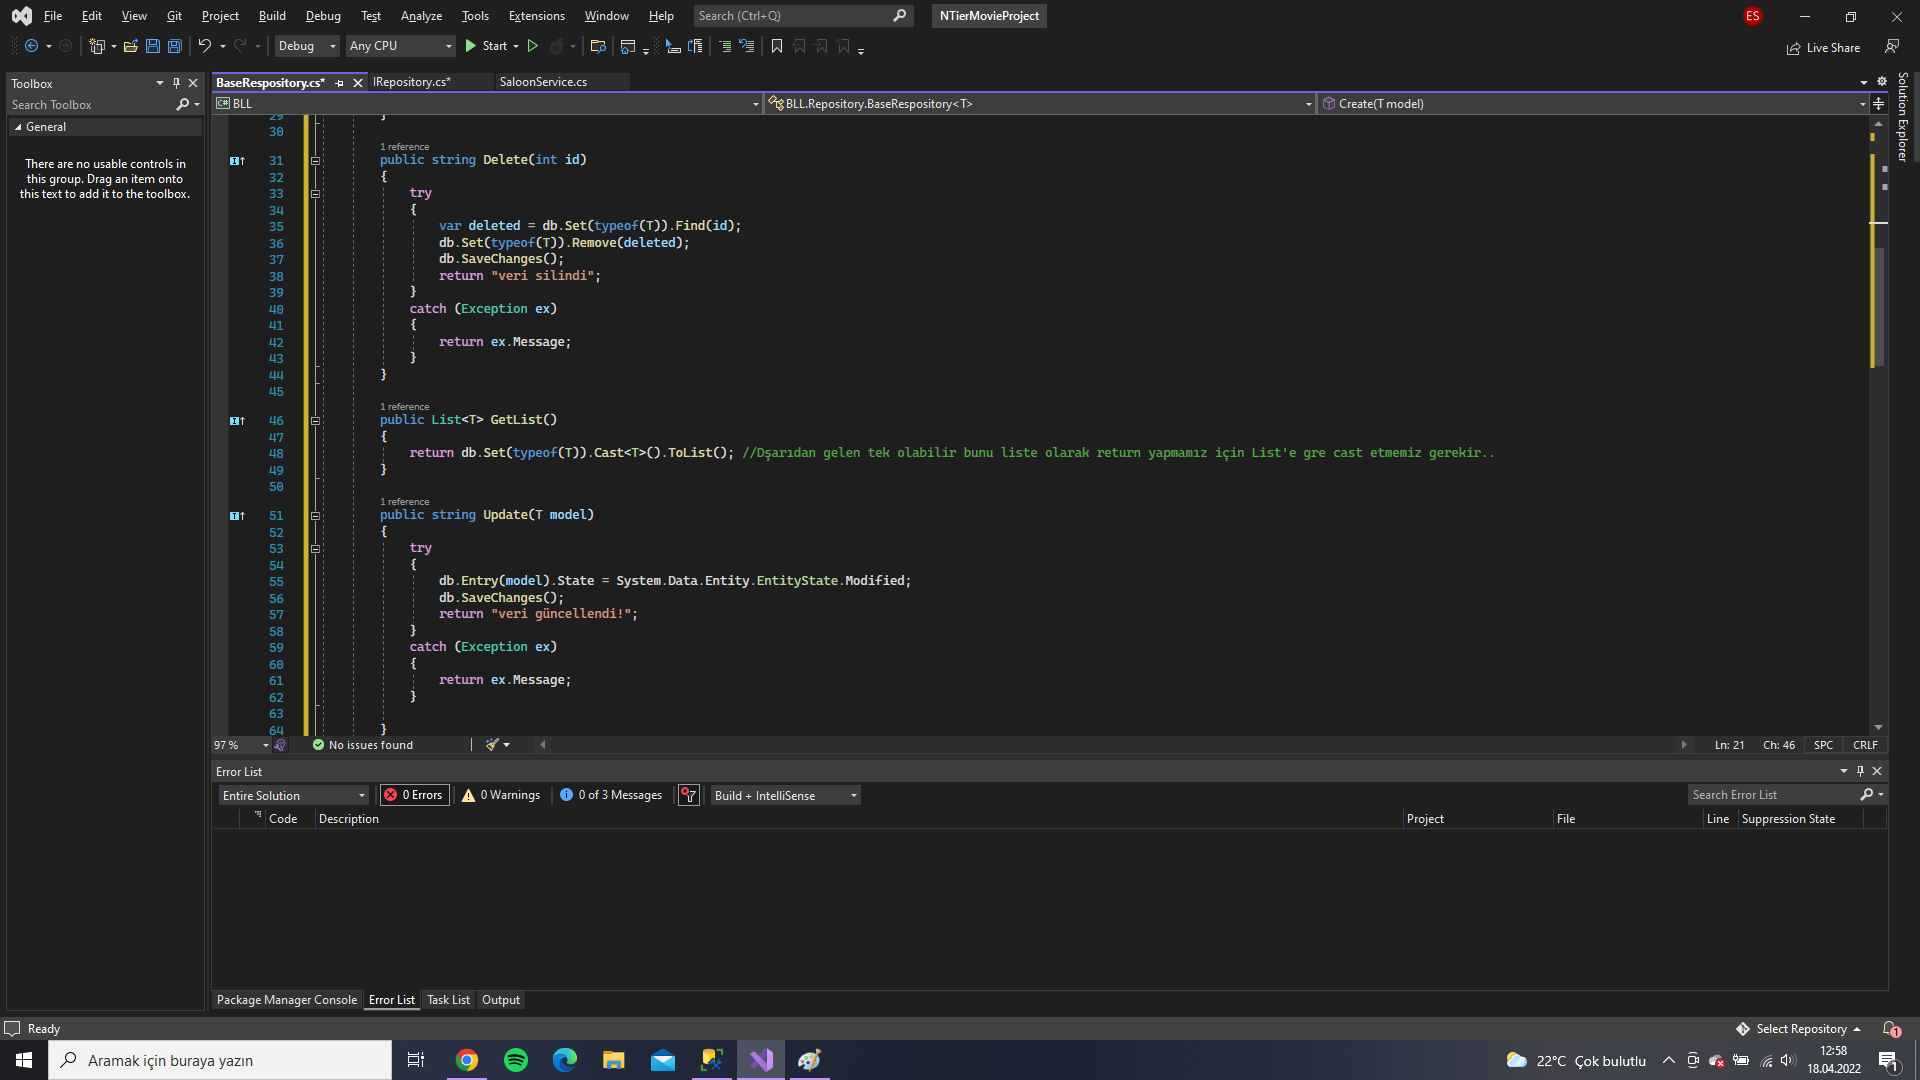 File Edit View Git Project Build Debug Test Analyze Tools Extensions Window Help Search (Ctrl+Q) NTierMovieProject ES
Debug Any CPU Start Live Share
Toolbox
Search Toolbox
General
There are no usable controls in
this group. Drag an item onto
this text to add it to the toolbox.
BaseRespository.cs* IRepository.cs* SaloonService.cs
C# BLL BLL.Repository.BaseRespository<T> Create(T model)
Solution Explorer
29 }
30
1 reference
31 public string Delete(int id)
32 {
33 try
34 {
35 var deleted = db.Set(typeof(T)).Find(id);
36 db.Set(typeof(T)).Remove(deleted);
37 db.SaveChanges();
38 return "veri silindi";
39 }
40 catch (Exception ex)
41 {
42 return ex.Message;
43 }
44 }
45
1 reference
46 public List<T> GetList()
47 {
48 return db.Set(typeof(T)).Cast<T>().ToList(); //Dşarıdan gelen tek olabilir bunu liste olarak return yapmamız için List'e gre cast etmemiz gerekir..
49 }
50
1 reference
51 public string Update(T model)
52 {
53 try
54 {
55 db.Entry(model).State = System.Data.Entity.EntityState.Modified;
56 db.SaveChanges();
57 return "veri güncellendi!";
58 }
59 catch (Exception ex)
60 {
61 return ex.Message;
62 }
63
64 }
97 % No issues found Ln: 21 Ch: 46 SPC CRLF
Error List
Entire Solution 0 Errors 0 Warnings 0 of 3 Messages Build + IntelliSense Search Error List
Code Description Project File Line Suppression State
Package Manager Console Error List Task List Output
Ready Select Repository 1
Aramak için buraya yazın 22°C Çok bulutlu 12:58
18.04.2022 1